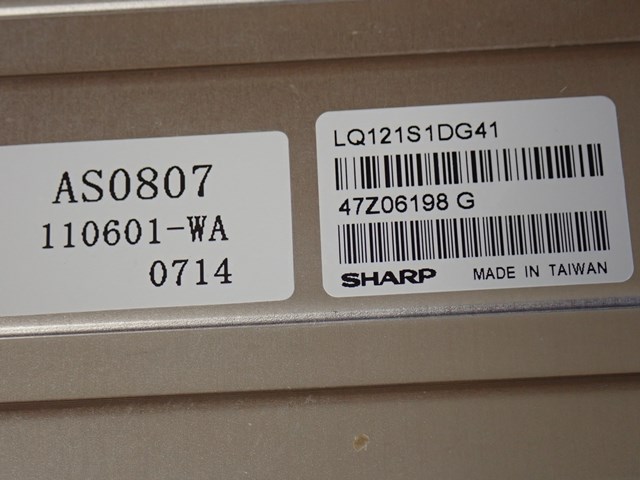 AS0807
110601-WA
0714
LQ121S1DG41
47Z06198 G
SHARP MADE IN TAIWAN